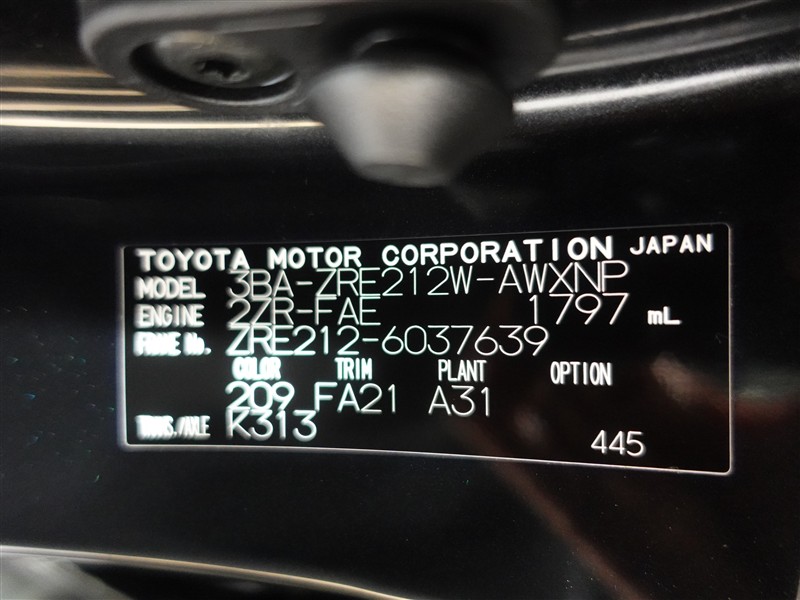 TOYOTA MOTOR CORPORATION JAPAN
MODEL 3BA-ZRE212W-AWXNP
ENGINE 2ZR-FAE 1797 mL
FRAME No. ZRE212-6037639
COLOR TRIM PLANT OPTION
209 FA21 A31
TRANS./AXLE K313
445